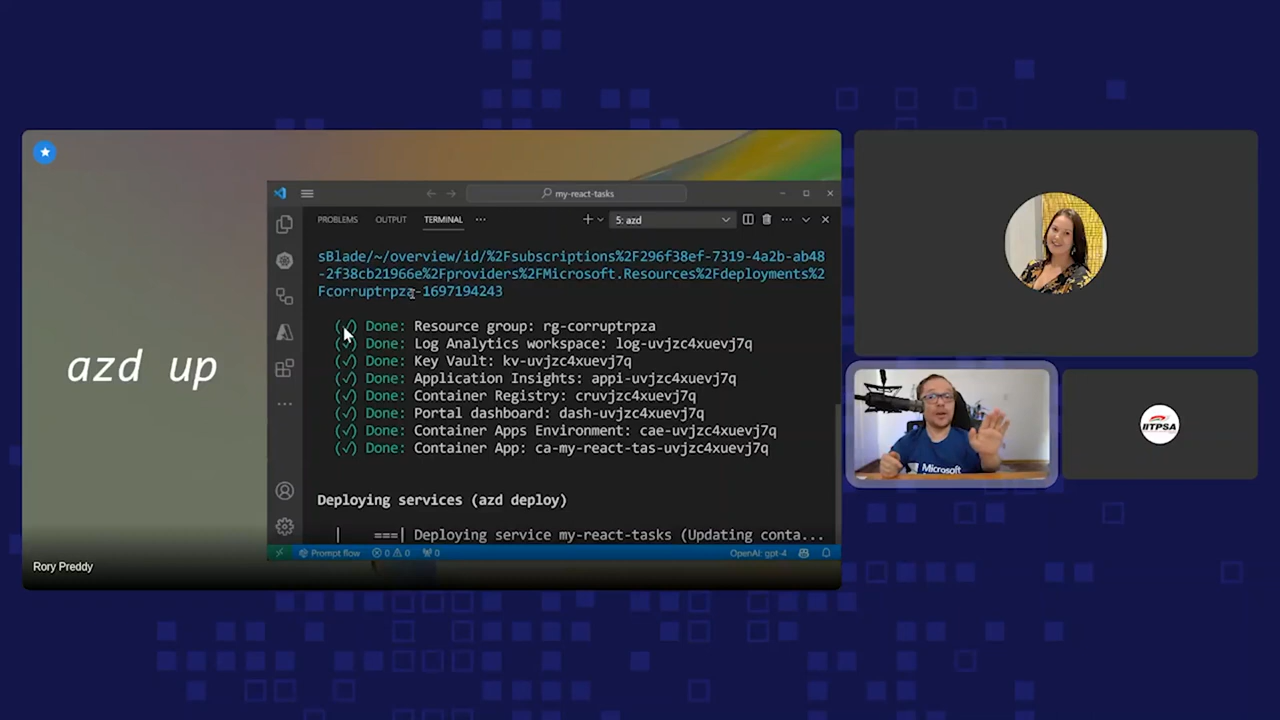 my-react-tasks
PROBLEMS OUTPUT TERMINAL ... 5: azd
sBlade/~/overview/id/%2Fsubscriptions%2F296f38ef-7319-4a2b-ab48
-2f38cb21966e%2Fproviders%2FMicrosoft.Resources%2Fdeployments%2
Fcorruptrpza-1697194243
(✓) Done: Resource group: rg-corruptrpza
(✓) Done: Log Analytics workspace: log-uvjzc4xuevj7q
(✓) Done: Key Vault: kv-uvjzc4xuevj7q
(✓) Done: Application Insights: appi-uvjzc4xuevj7q
(✓) Done: Container Registry: cruvjzc4xuevj7q
(✓) Done: Portal dashboard: dash-uvjzc4xuevj7q
(✓) Done: Container Apps Environment: cae-uvjzc4xuevj7q
(✓) Done: Container App: ca-my-react-tas-uvjzc4xuevj7q
Deploying services (azd deploy)
| ===| Deploying service my-react-tasks (Updating conta...
Prompt flow 0 0 0 OpenAI: gpt-4
azd up
Rory Preddy
Microsoft
IITPSA